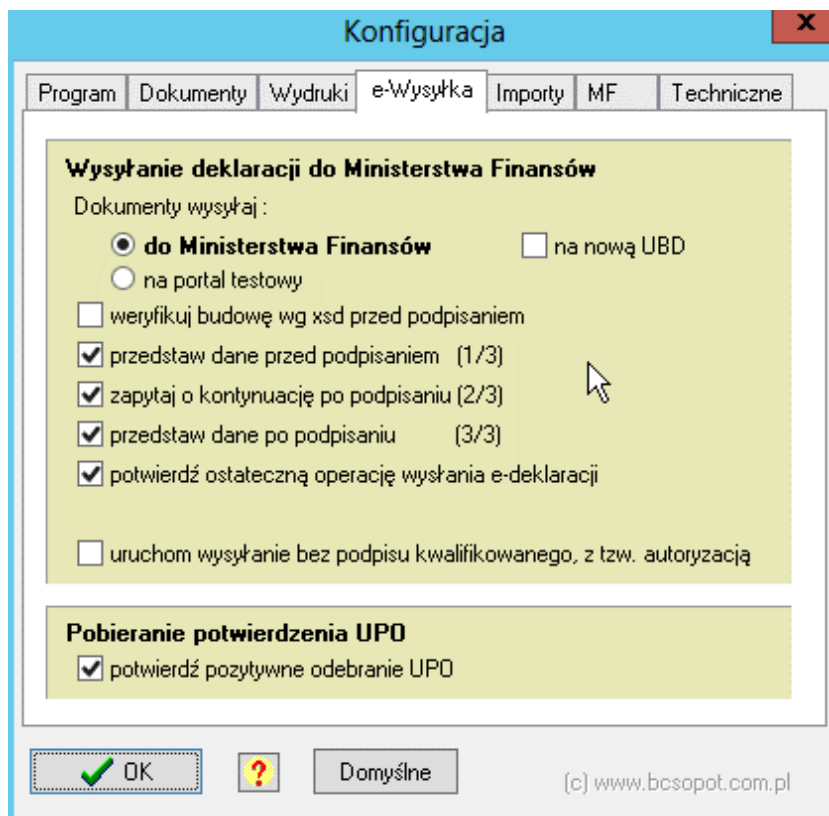 Konfiguracja
x
Program Dokumenty Wydruki e-Wysyłka Importy MF Techniczne
Wysyłanie deklaracji do Ministerstwa Finansów
Dokumenty wysyłaj :
do Ministerstwa Finansów na nową UBD
na portal testowy
weryfikuj budowę wg xsd przed podpisaniem
przedstaw dane przed podpisaniem (1/3)
zapytaj o kontynuację po podpisaniu (2/3)
przedstaw dane po podpisaniu (3/3)
potwierdź ostateczną operację wysłania e-deklaracji
uruchom wysyłanie bez podpisu kwalifikowanego, z tzw. autoryzacją
Pobieranie potwierdzenia UPO
potwierdź pozytywne odebranie UPO
OK ? Domyślne (c) www.bcsopot.com.pl